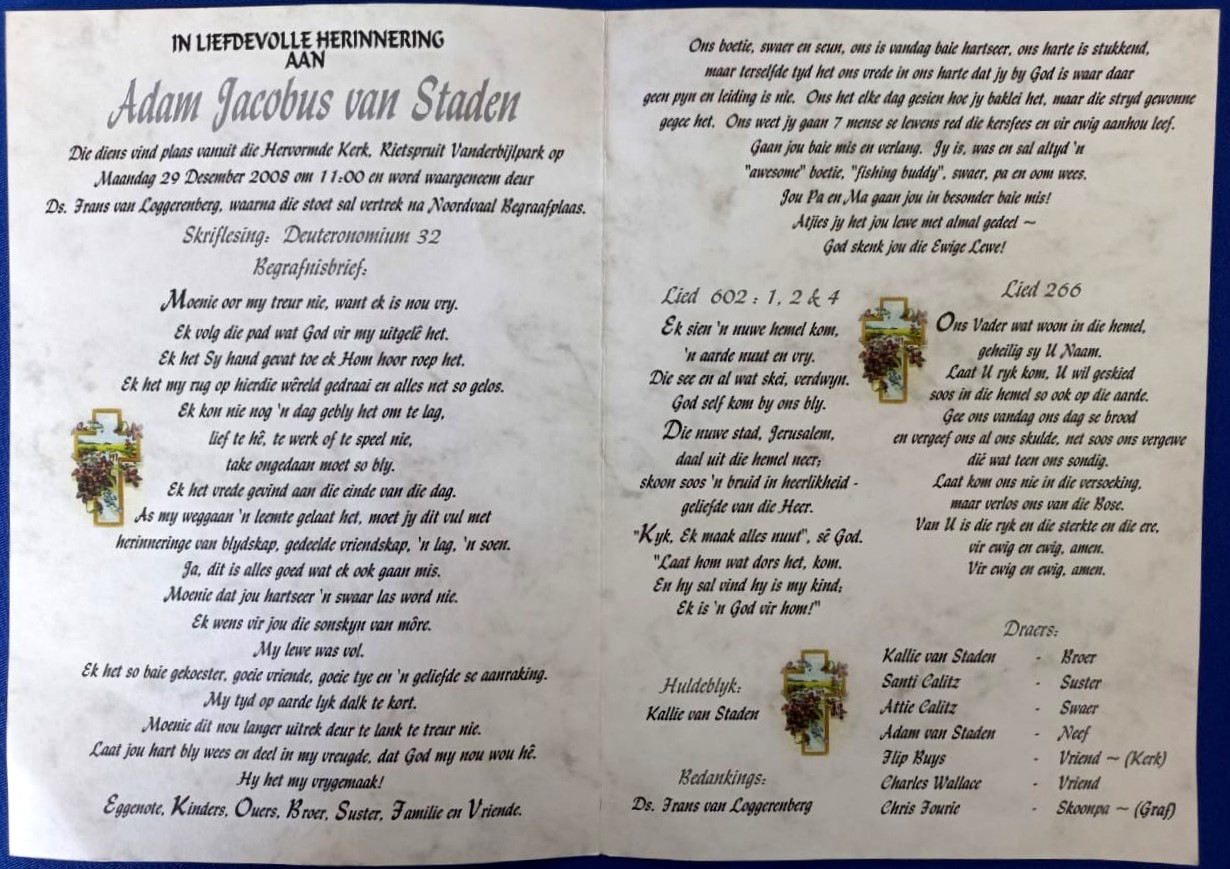 IN LIEFDEVOLLE HERINNERING
AAN
Adam Jacobus van Staden
Die diens vind plaas vanuit die Hervormde Kerk, Rietspruit Vanderbijlpark op
Maandag 29 Desember 2008 om 11:00 en word waargeneem deur
Ds. Frans van Loggerenberg, waarna die stoet sal vertrek na Noordvaal Begraafplaas.
Skriflesing: Deuteronomium 32
Begrafnisbrief:
Moenie oor my treur nie, want ek is nou vry.
Ek volg die pad wat God vir my uitgelê het.
Ek het Sy hand gevat toe ek Hom hoor roep het.
Ek het my rug op hierdie wêreld gedraai en alles net so gelos.
Ek kon nie nog 'n dag gebly het om te lag,
lief te hê, te werk of te speel nie,
take ongedaan moet so bly.
Ek het vrede gevind aan die einde van die dag.
As my weggaan 'n leemte gelaat het, moet jy dit vul met
herinneringe van blydskap, gedeelde vriendskap, 'n lag, 'n soen.
Ja, dit is alles goed wat ek ook gaan mis.
Moenie dat jou hartseer 'n swaar las word nie.
Ek wens vir jou die sonskyn van môre.
My lewe was vol.
Ek het so baie gekoester, goeie vriende, goeie tye en 'n geliefde se aanraking.
My tyd op aarde lyk dalk te kort.
Moenie dit nou langer uitrek deur te lank te treur nie.
Laat jou hart bly wees en deel in my vreugde, dat God my nou wou hê.
Hy het my vrygemaak!
Eggenote, Kinders, Ouers, Broer, Suster, Familie en Vriende.
Ons boetie, swaer en seun, ons is vandag baie hartseer, ons harte is stukkend,
maar terselfde tyd het ons vrede in ons harte dat jy by God is waar daar
geen pyn en leiding is nie. Ons het elke dag gesien hoe jy baklei het, maar die stryd gewonne
gegee het. Ons weet jy gaan 7 mense se lewens red die kersfees en vir ewig aanhou leef.
Gaan jou baie mis en verlang. Jy is, was en sal altyd 'n
"awesome" boetie, "fishing buddy", swaer, pa en oom wees.
Jou Pa en Ma gaan jou in besonder baie mis!
Atjies jy het jou lewe met almal gedeel ~
God skenk jou die Ewige Lewe!
Lied 602 : 1, 2 & 4
Ek sien 'n nuwe hemel kom,
'n aarde nuut en vry.
Die see en al wat skei, verdwyn.
God self kom by ons bly.
Die nuwe stad, Jerusalem,
daal uit die hemel neer;
skoon soos 'n bruid in heerlikheid -
geliefde van die Heer.
"Kyk, Ek maak alles nuut", sê God.
"Laat hom wat dors het, kom.
En hy sal vind hy is my kind;
Ek is 'n God vir hom!"
Lied 266
Ons Vader wat woon in die hemel,
geheilig sy U Naam.
Laat U ryk kom, U wil geskied
soos in die hemel so ook op die aarde.
Gee ons vandag ons dag se brood
en vergeef ons al ons skulde, net soos ons vergewe
dié wat teen ons sondig.
Laat kom ons nie in die versoeking,
maar verlos ons van die Bose.
Van U is die ryk en die sterkte en die ere,
vir ewig en ewig, amen.
Vir ewig en ewig, amen.
Huldeblyk:
Kallie van Staden
Bedankings:
Ds. Frans van Loggerenberg
Draers:
Kallie van Staden - Broer
Santi Calitz - Suster
Attie Calitz - Swaer
Adam van Staden - Neef
Flip Buys - Vriend ~ (Kerk)
Charles Wallace - Vriend
Chris Fourie - Skoonpa ~ (Graf)